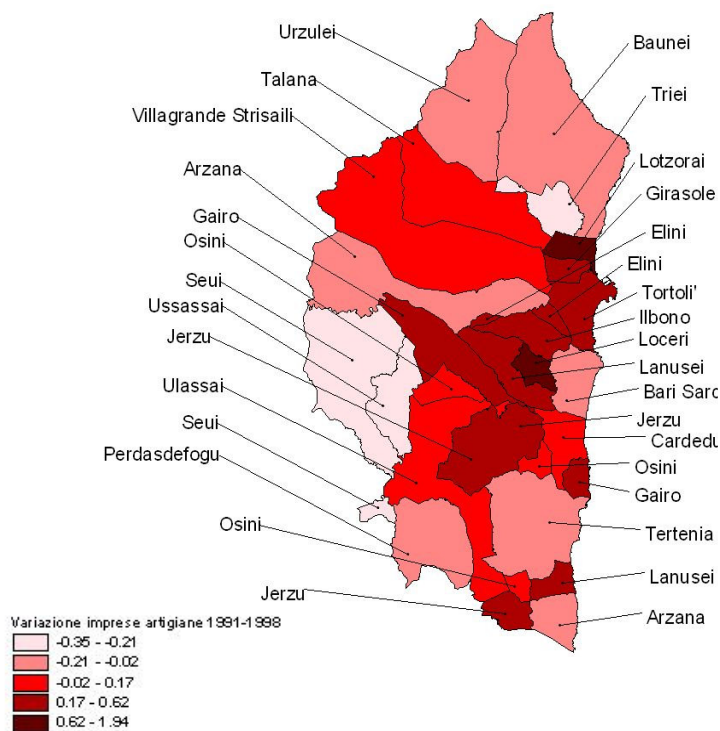 Urzulei
Talana
Villagrande Strisaili
Arzana
Gairo
Osini
Seui
Ussassai
Jerzu
Ulassai
Seui
Perdasdefogu
Osini
Jerzu
Baunei
Triei
Lotzorai
Girasole
Elini
Elini
Tortoli'
Ilbono
Loceri
Lanusei
Bari Sardo
Jerzu
Cardedu
Osini
Gairo
Tertenia
Lanusei
Arzana
Variazione imprese artigiane 1991-1998
-0.35 - -0.21
-0.21 - -0.02
-0.02 - 0.17
0.17 - 0.62
0.62 - 1.94